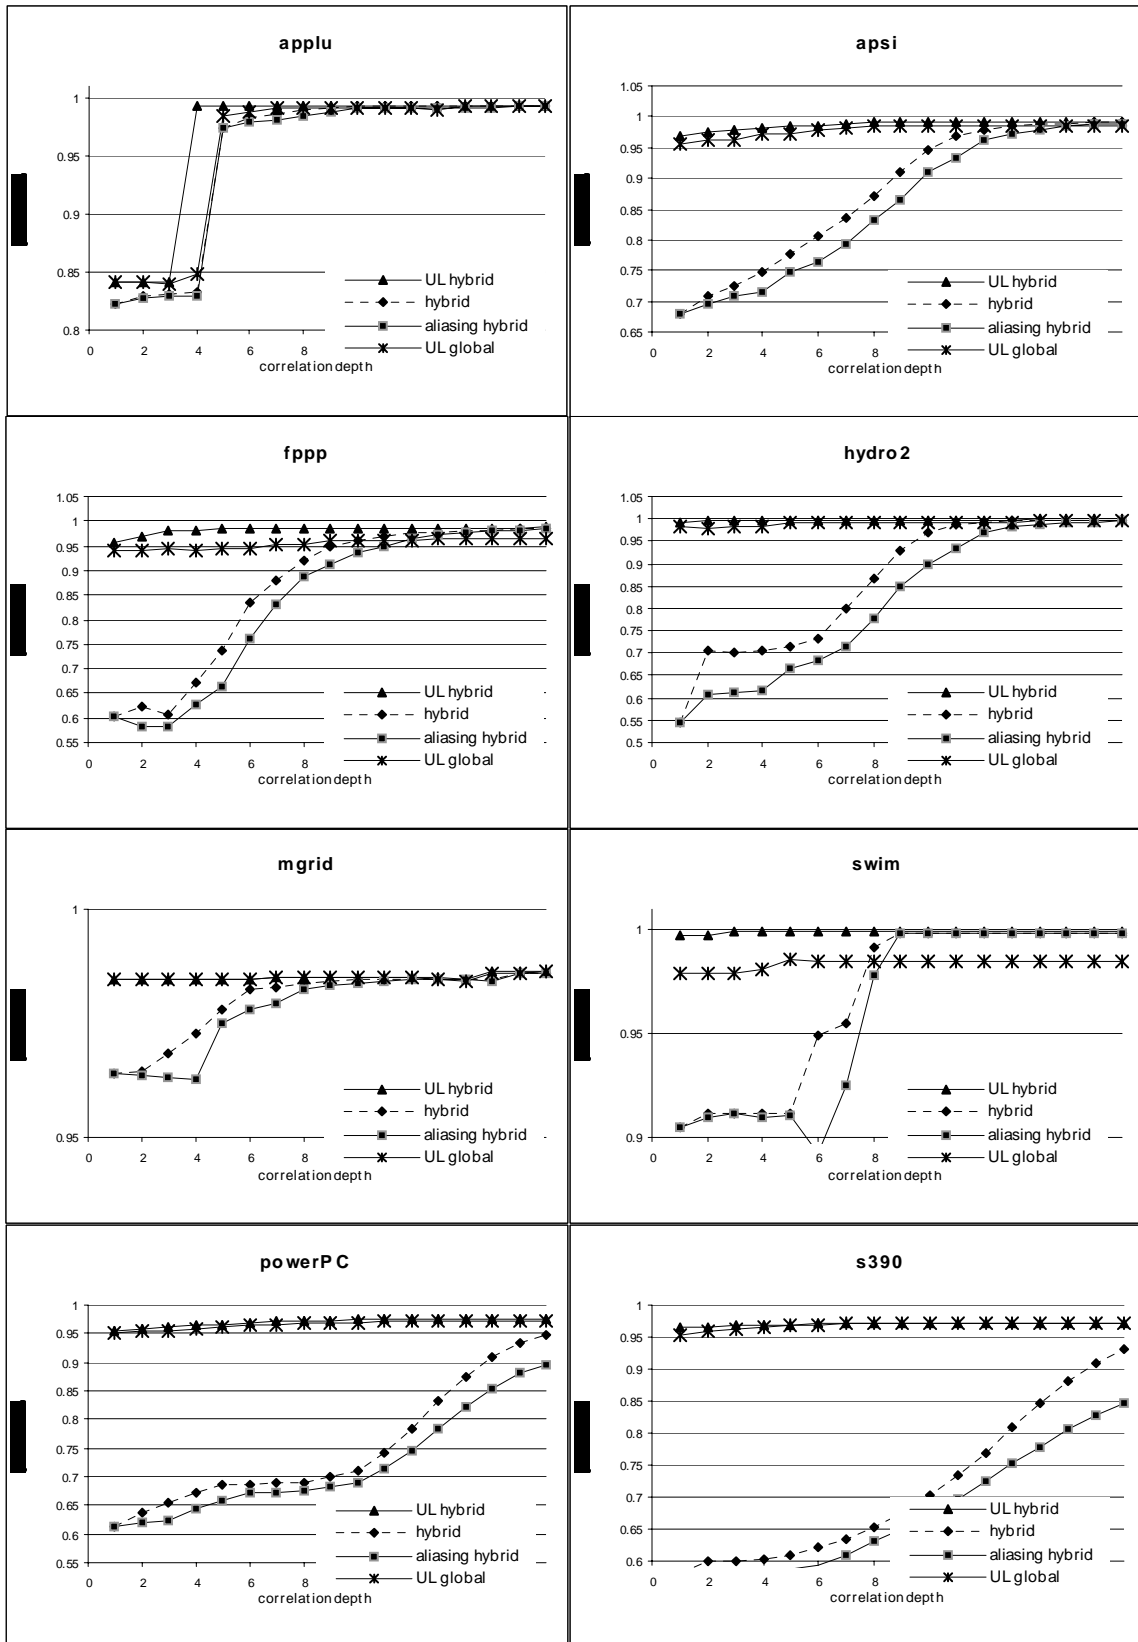 applu
1
0.95
0.9
0.85
0.8
0 2 4 6 8
correlation depth
UL hybrid
hybrid
aliasing hybrid
UL global
apsi
1.05
1
0.95
0.9
0.85
0.8
0.75
0.7
0.65
0 2 4 6 8
correlation depth
UL hybrid
hybrid
aliasing hybrid
UL global
fppp
1.05
1
0.95
0.9
0.85
0.8
0.75
0.7
0.65
0.6
0.55
0 2 4 6 8
correlation depth
UL hybrid
hybrid
aliasing hybrid
UL global
hydro2
1.05
1
0.95
0.9
0.85
0.8
0.75
0.7
0.65
0.6
0.55
0.5
0 2 4 6 8
correlation depth
UL hybrid
hybrid
aliasing hybrid
UL global
mgrid
1
0.95
0 2 4 6 8
correlation depth
UL hybrid
hybrid
aliasing hybrid
UL global
swim
1
0.95
0.9
0 2 4 6 8
correlation depth
UL hybrid
hybrid
aliasing hybrid
UL global
powerPC
1
0.95
0.9
0.85
0.8
0.75
0.7
0.65
0.6
0.55
0 2 4 6 8
correlation depth
UL hybrid
hybrid
aliasing hybrid
UL global
s390
1
0.95
0.9
0.85
0.8
0.75
0.7
0.65
0.6
0 2 4 6 8
correlation depth
UL hybrid
hybrid
aliasing hybrid
UL global